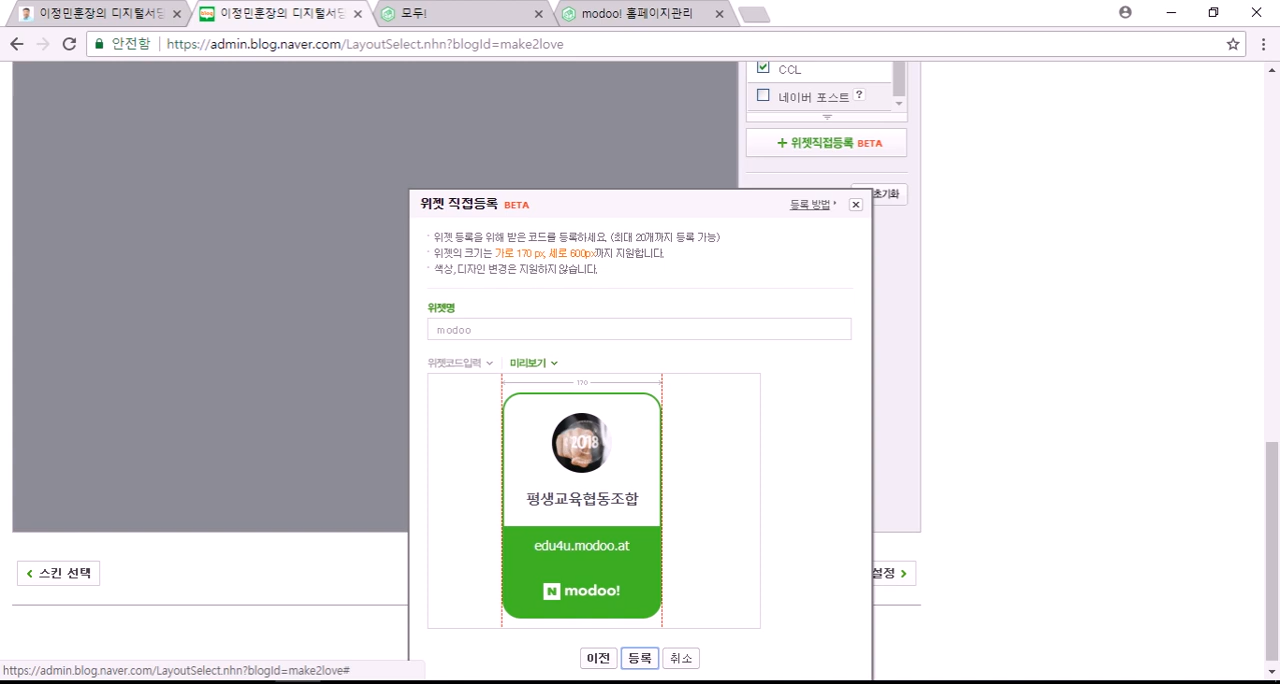 이정민훈장의 디지털서당
이정민훈장의 디지털서당
모두!
modoo! 홈페이지관리
안전함
https://admin.blog.naver.com/LayoutSelect.nhn?blogId=make2love
CCL
네이버 포스트 ?
+ 위젯직접등록 BETA
초기화
위젯 직접등록 BETA
등록 방법
· 위젯 등록을 위해 받은 코드를 등록하세요. (최대 20개까지 등록 가능)
· 위젯의 크기는 가로 170 px, 세로 600px까지 지원합니다.
· 색상,디자인 변경은 지원하지 않습니다.
위젯명
modoo
위젯코드입력
미리보기
170
2018
평생교육협동조합
edu4u.modoo.at
N modoo!
스킨 선택
설정
이전
등록
취소
https://admin.blog.naver.com/LayoutSelect.nhn?blogId=make2love#